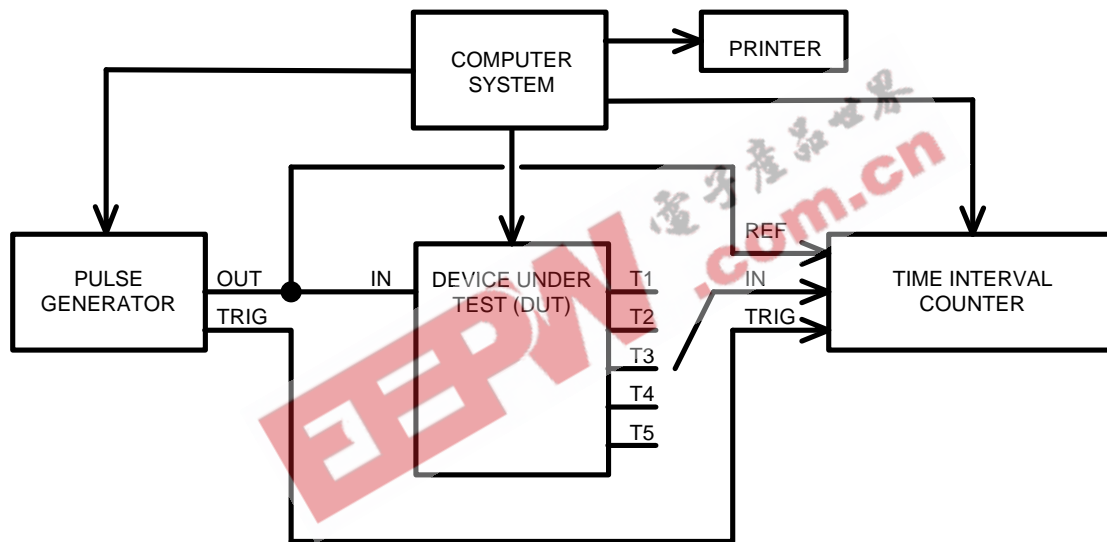 COMPUTER
SYSTEM
PRINTER
PULSE
GENERATOR
OUT
TRIG
IN
DEVICE UNDER
TEST (DUT)
T1
T2
T3
T4
T5
REF
IN
TRIG
TIME INTERVAL
COUNTER
EEPW
.com.cn
電子產品世界